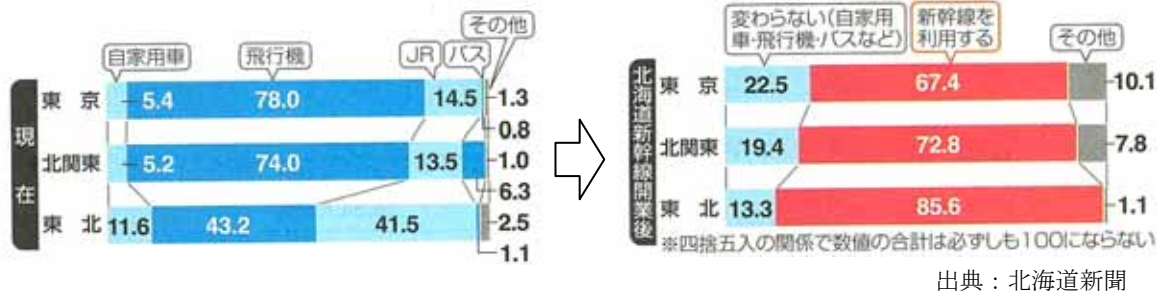 自家用車 飛行機 JR バス その他
現在
東京 5.4 78.0 14.5 1.3
0.8
北関東 5.2 74.0 13.5 1.0
6.3
東北 11.6 43.2 41.5 2.5
1.1
変わらない(自家用車・飛行機・バスなど) 新幹線を利用する その他
北海道新幹線開業後
東京 22.5 67.4 10.1
北関東 19.4 72.8 7.8
東北 13.3 85.6 1.1
※四捨五入の関係で数値の合計は必ずしも100にならない
出典：北海道新聞